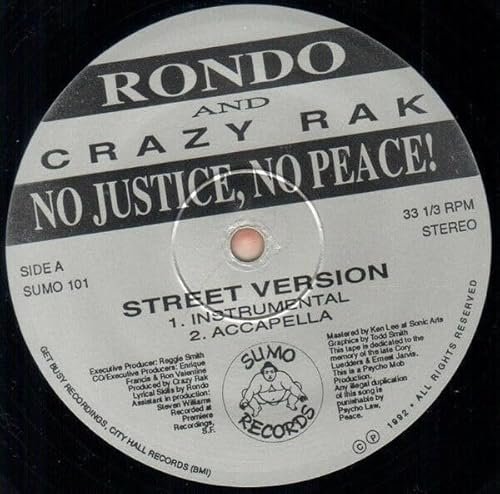 RONDO
AND
CRAZY RAK
NO JUSTICE, NO PEACE!
SIDE A
SUMO 101
33 1/3 RPM
STEREO
STREET VERSION
1. INSTRUMENTAL
2. ACCAPELLA
Executive Producer: Reggie Smith
CO/Executive Producers: Enrique
Francis & Ron Valentine
Produced by Crazy Rak
Lyrical Skills by Rondo
Assistant in production:
Steven Williams
Recorded at
Premiere
Recordings,
S.F.
SUMO
RECORDS
Mastered by Ken Lee at Sonic Arts
Graphics by Todd Smith
This tape is dedicated to the
memory of the late Cory
Luedders & Ernest Jarvis.
This is a Psycho Mob
Production.
Any illegal duplication
of this song is
punishable by
Psycho Law,
Peace.
GET BUSY RECORDINGS, CITY HALL RECORDS (BMI)
© ℗ 1992 • ALL RIGHTS RESERVED